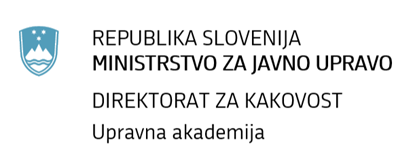 REPUBLIKA SLOVENIJA
MINISTRSTVO ZA JAVNO UPRAVO
DIREKTORAT ZA KAKOVOST
Upravna akademija